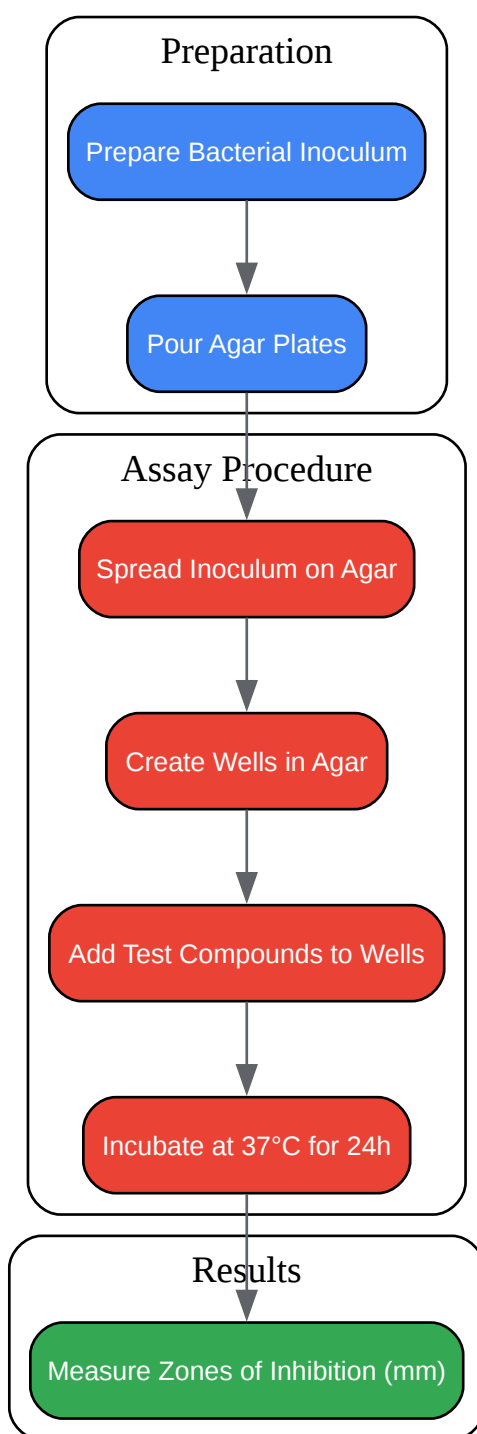 Preparation
Prepare Bacterial Inoculum
Pour Agar Plates
Assay Procedure
Spread Inoculum on Agar
Create Wells in Agar
Add Test Compounds to Wells
Incubate at 37°C for 24h
Results
Measure Zones of Inhibition (mm)